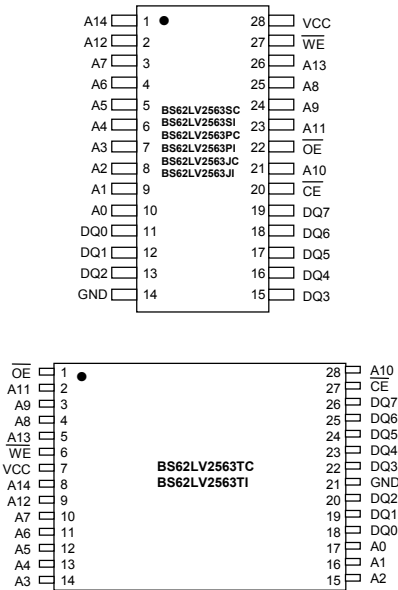 A14 1 28 VCC
A12 2 27 WE
A7 3 26 A13
A6 4 25 A8
A5 5 BS62LV2563SC 24 A9
BS62LV2563SI
A4 6 BS62LV2563PC 23 A11
A3 7 BS62LV2563PI 22 OE
BS62LV2563JC
A2 8 BS62LV2563JI 21 A10
A1 9 20 CE
A0 10 19 DQ7
DQ0 11 18 DQ6
DQ1 12 17 DQ5
DQ2 13 16 DQ4
GND 14 15 DQ3
OE 1 28 A10
A11 2 27 CE
A9 3 26 DQ7
A8 4 25 DQ6
A13 5 24 DQ5
WE 6 23 DQ4
VCC 7 BS62LV2563TC 22 DQ3
A14 8 BS62LV2563TI 21 GND
A12 9 20 DQ2
A7 10 19 DQ1
A6 11 18 DQ0
A5 12 17 A0
A4 13 16 A1
A3 14 15 A2